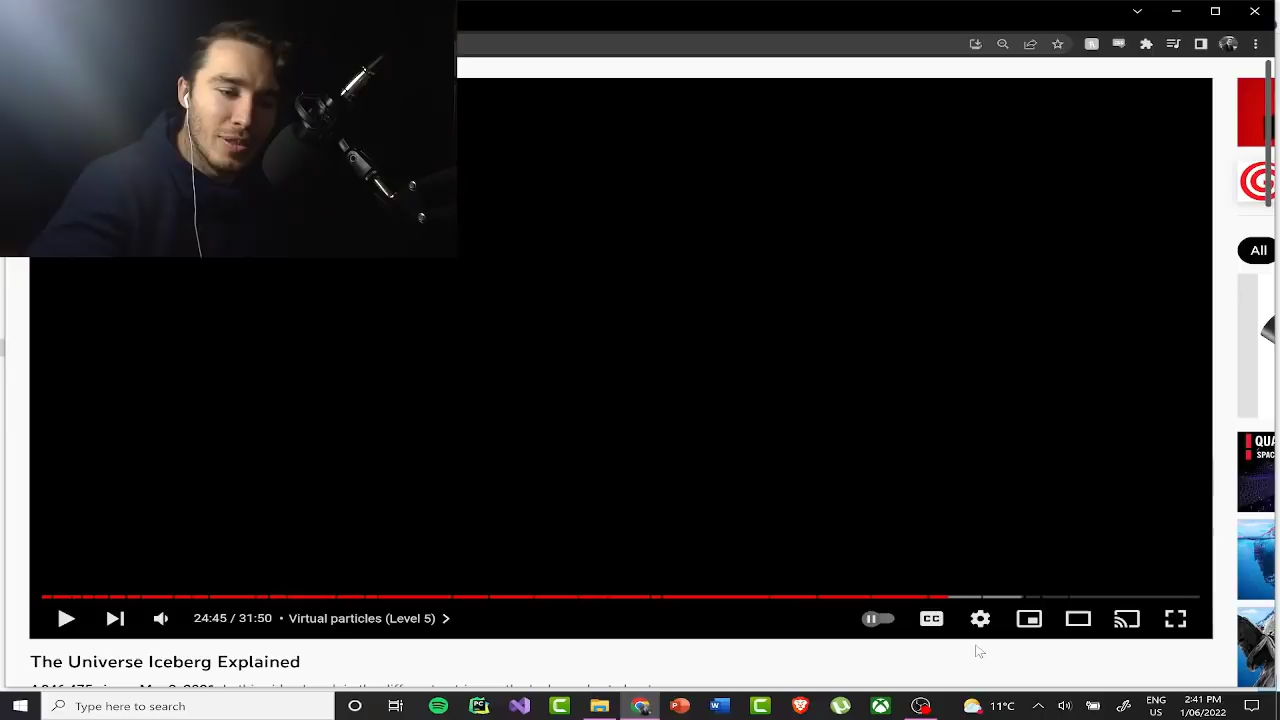 All
QUA
SPAC
24:45 / 31:50 • Virtual particles (Level 5)
CC
The Universe Iceberg Explained
Type here to search
11°C
ENG
US
2:41 PM
1/06/2022